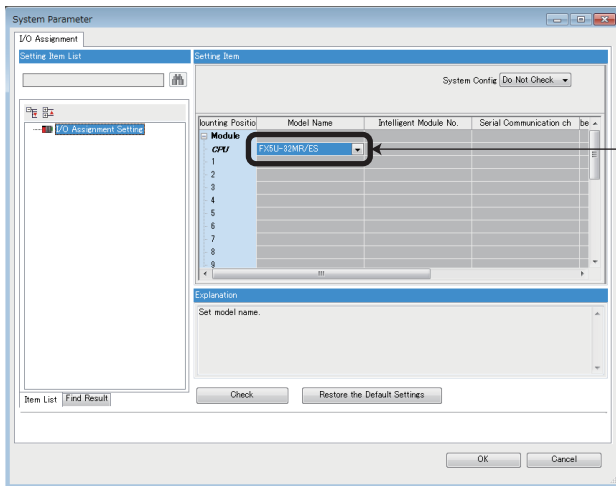 System Parameter
I/O Assignment
Setting Item List
Setting Item
System Config Do Not Check
I/O Assignment Setting
lounting Positio Model Name Intelligent Module No. Serial Communication ch be
Module
CPU FX5U-32MR/ES
1
2
3
4
5
6
7
8
9
Explanation
Set model name.
Item List Find Result
Check Restore the Default Settings
OK Cancel